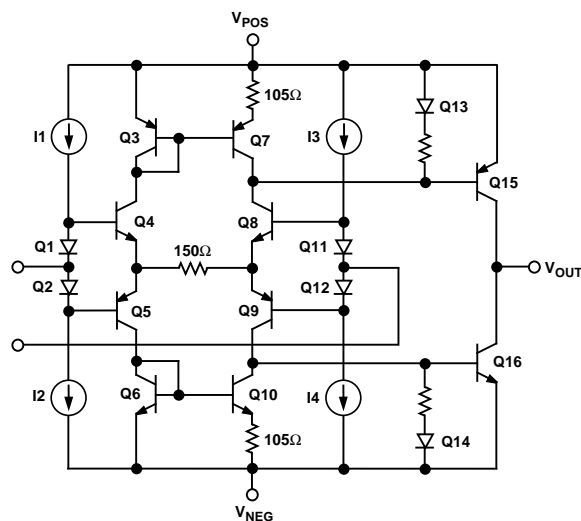 VPOS
105Ω
Q13
I1
Q3
Q7
I3
Q15
Q4
Q8
Q1
150Ω
Q11
VOUT
Q2
Q12
Q5
Q9
Q16
I2
Q6
Q10
I4
105Ω
Q14
VNEG